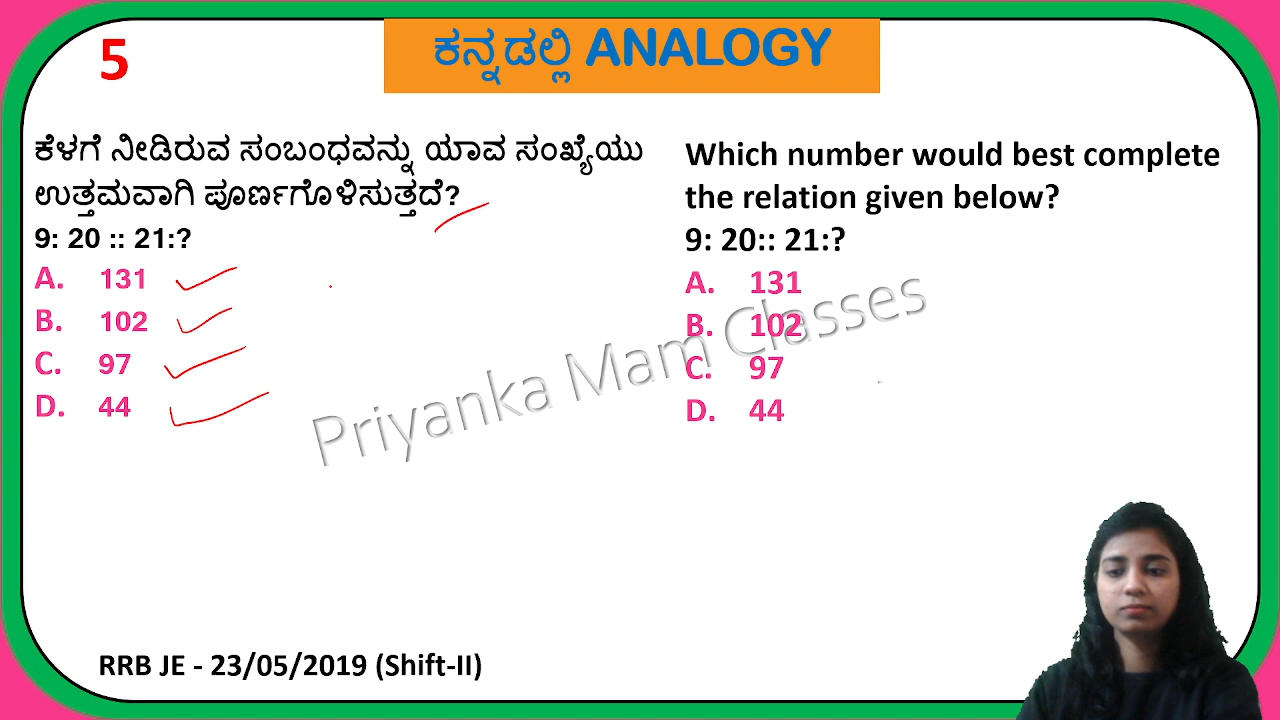 5
ಕನ್ನಡಲ್ಲಿ ANALOGY
ಕೆಳಗೆ ನೀಡಿರುವ ಸಂಬಂಧವನ್ನು ಯಾವ ಸಂಖ್ಯೆಯು
ಉತ್ತಮವಾಗಿ ಪೂರ್ಣಗೊಳಿಸುತ್ತದೆ?
9: 20 :: 21:?
A. 131
B. 102
C. 97
D. 44
Which number would best complete
the relation given below?
9: 20:: 21:?
A. 131
B. 102
C. 97
D. 44
Priyanka Mam Classes
RRB JE - 23/05/2019 (Shift-II)